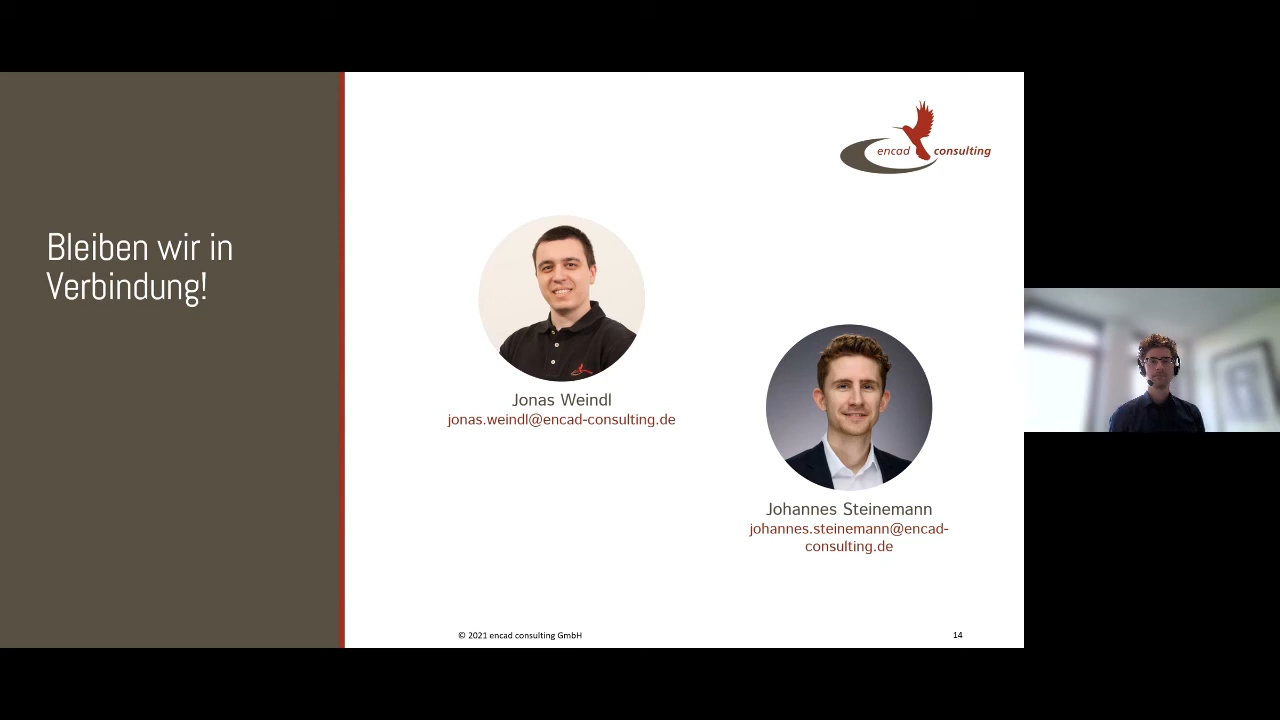 encad consulting
Bleiben wir in
Verbindung!
Jonas Weindl
jonas.weindl@encad-consulting.de
Johannes Steinemann
johannes.steinemann@encad-
consulting.de
© 2021 encad consulting GmbH
14